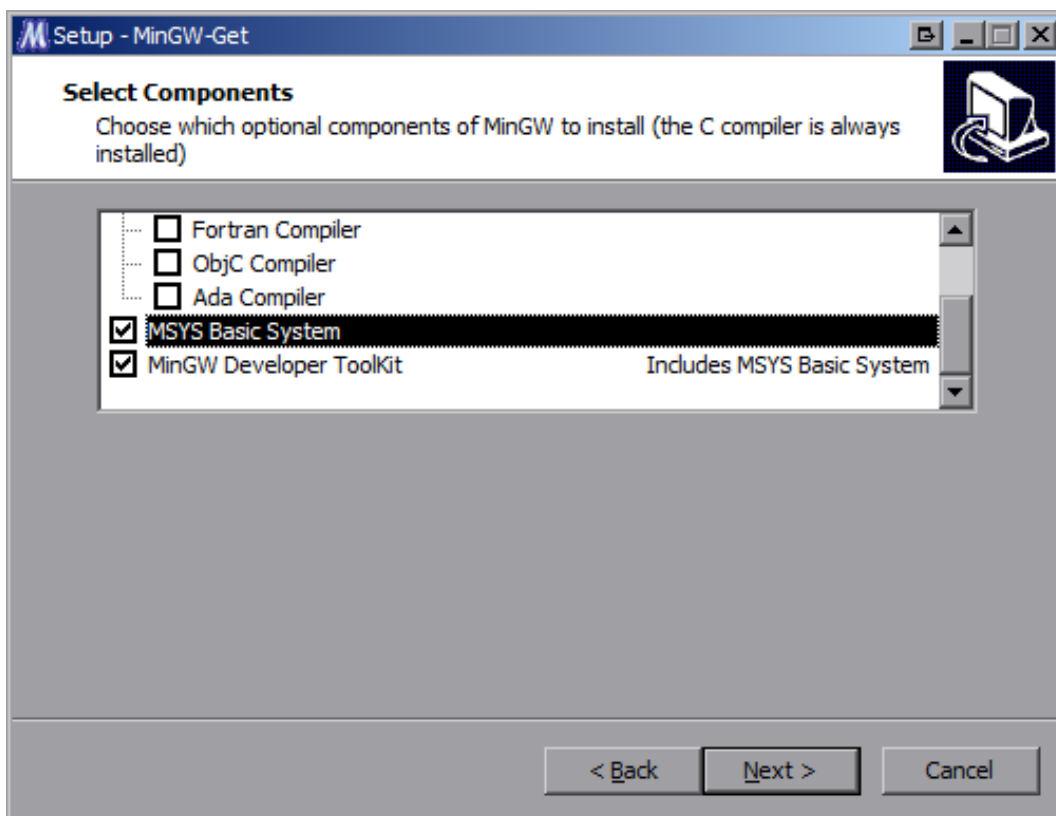 Setup - MinGW-Get
Select Components
Choose which optional components of MinGW to install (the C compiler is always
installed)
Fortran Compiler
ObjC Compiler
Ada Compiler
MSYS Basic System
MinGW Developer ToolKit Includes MSYS Basic System
< Back Next > Cancel